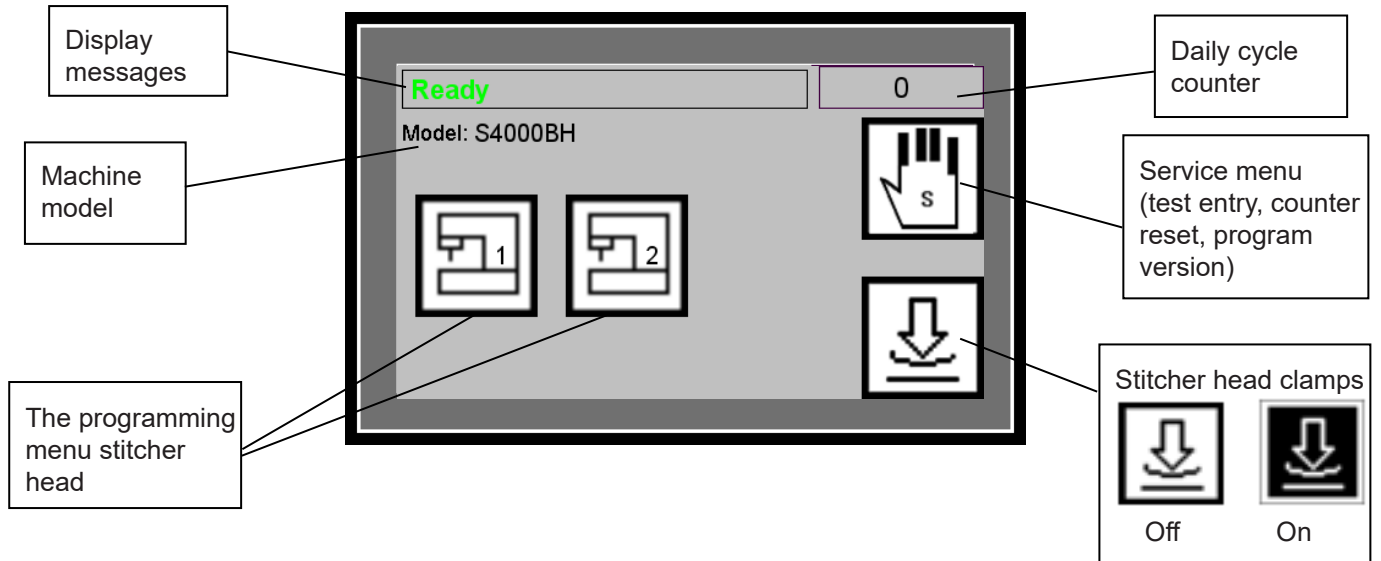 Display
messages
Ready
0
Daily cycle
counter
Model: S4000BH
Machine
model
S
Service menu
(test entry, counter
reset, program
version)
1
2
The programming
menu stitcher
head
Stitcher head clamps
Off
On